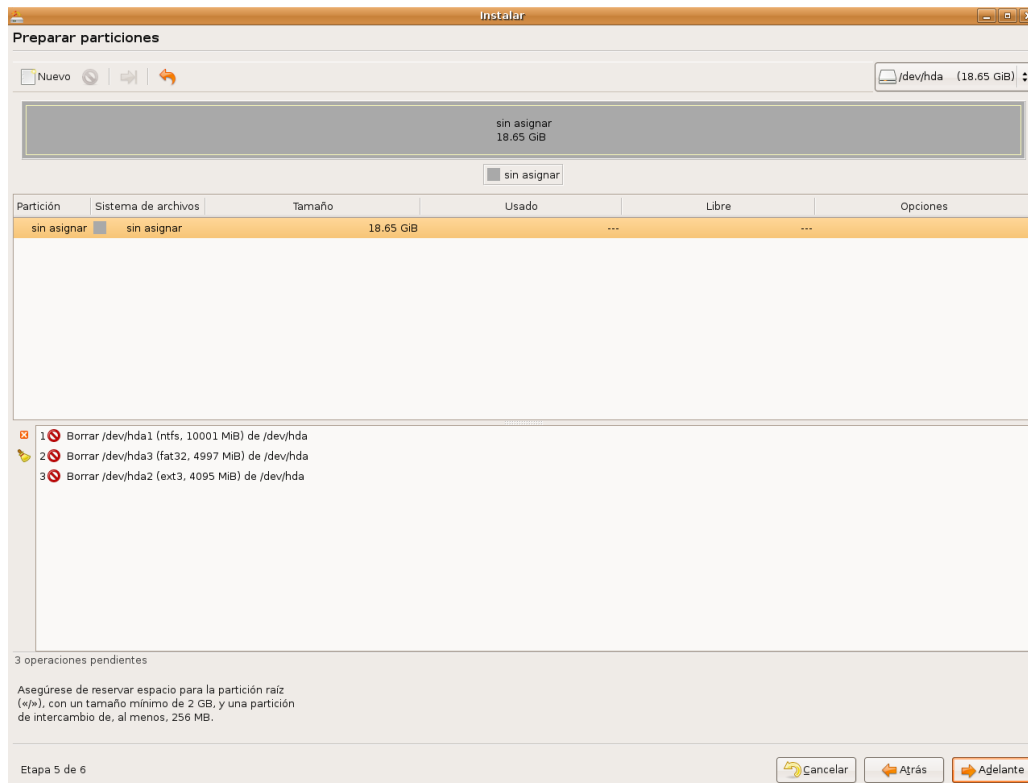 Instalar
Preparar particiones
Nuevo
/dev/hda (18.65 GiB)
sin asignar
18.65 GiB
sin asignar
Partición Sistema de archivos Tamaño Usado Libre Opciones
sin asignar sin asignar 18.65 GiB --- ---
1 Borrar /dev/hda1 (ntfs, 10001 MiB) de /dev/hda
2 Borrar /dev/hda3 (fat32, 4997 MiB) de /dev/hda
3 Borrar /dev/hda2 (ext3, 4095 MiB) de /dev/hda
3 operaciones pendientes
Asegúrese de reservar espacio para la partición raíz
(«/»), con un tamaño mínimo de 2 GB, y una partición
de intercambio de, al menos, 256 MB.
Etapa 5 de 6
Cancelar Atrás Adelante